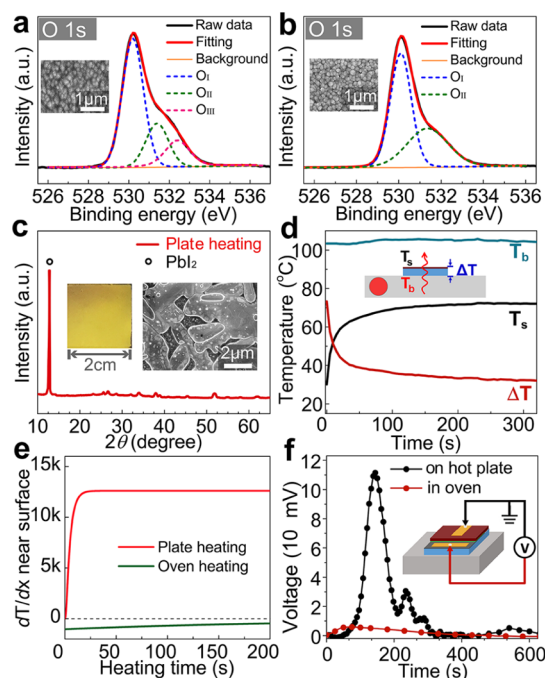 a
O 1s
Raw data
Fitting
Background
OI
OII
OIII
1μm
Intensity (a.u.)
526 528 530 532 534 536
Binding energy (eV)
b
O 1s
Raw data
Fitting
Background
OI
OII
1μm
Intensity (a.u.)
526 528 530 532 534 536
Binding energy (eV)
c
Plate heating
PbI2
2cm
2μm
Intensity (a.u.)
10 20 30 40 50 60
2θ (degree)
d
Tb
Ts
ΔT
Tb
Ts
ΔT
Temperature (°C)
120
100
80
60
40
20
0 100 200 300
Time (s)
e
15k
10k
5k
0
dT/dx near surface
Plate heating
Oven heating
0 50 100 150 200
Heating time (s)
f
on hot plate
in oven
V
12
10
8
6
4
2
0
Voltage (10 mV)
0 200 400 600
Time (s)